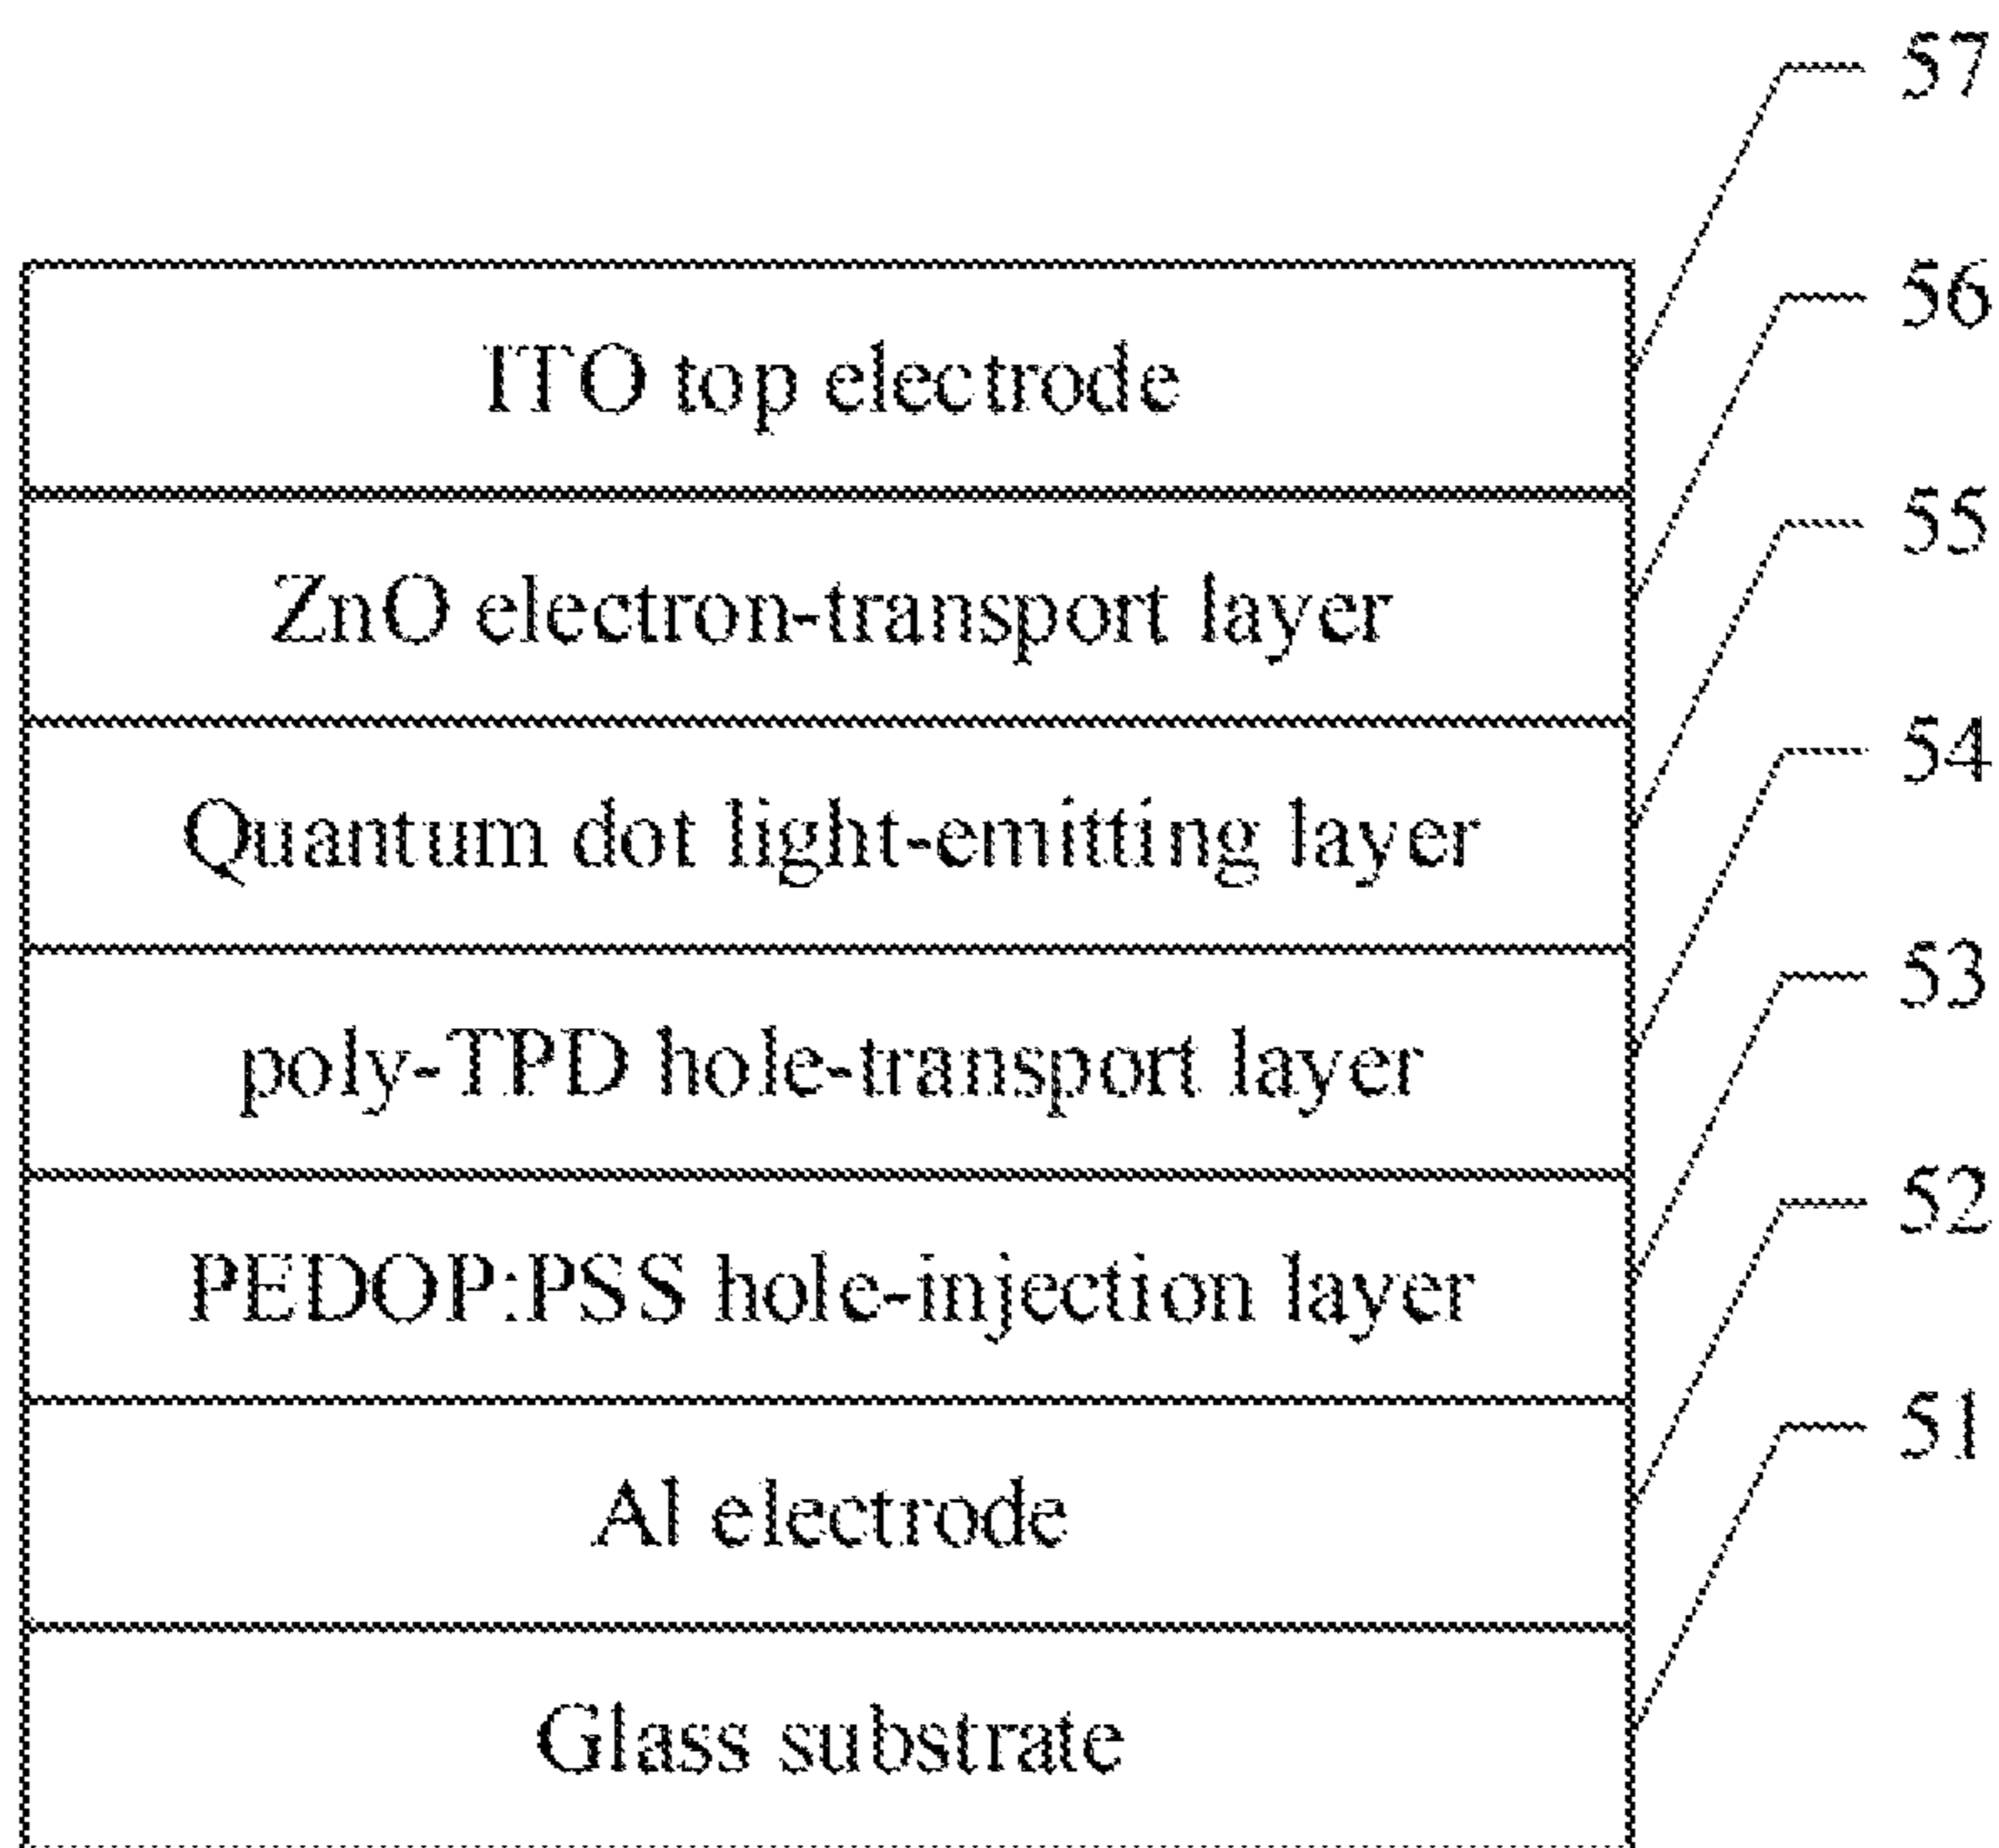 57
ITO top electrode
56
ZnO electron-transport layer
55
Quantum dot light-emitting layer
54
poly-TPD hole-transport layer
53
PEDOP:PSS hole-injection layer
52
Al electrode
51
Glass substrate